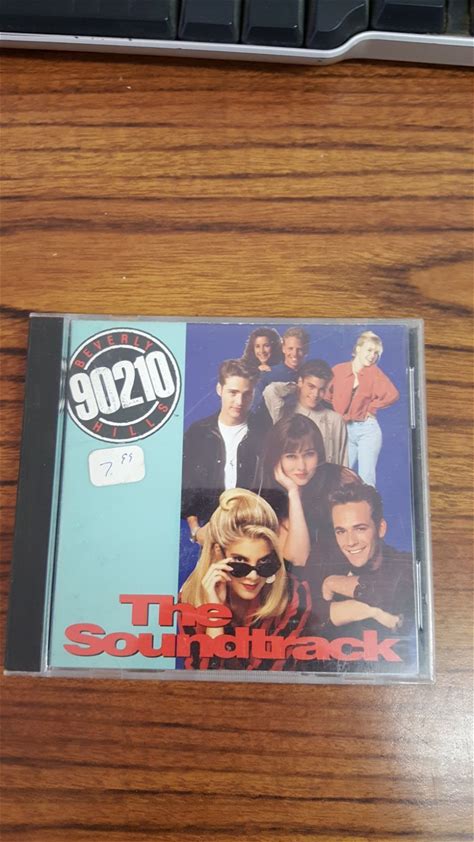 BEVERLY
90210
HILLS
7.99
The
Soundtrack